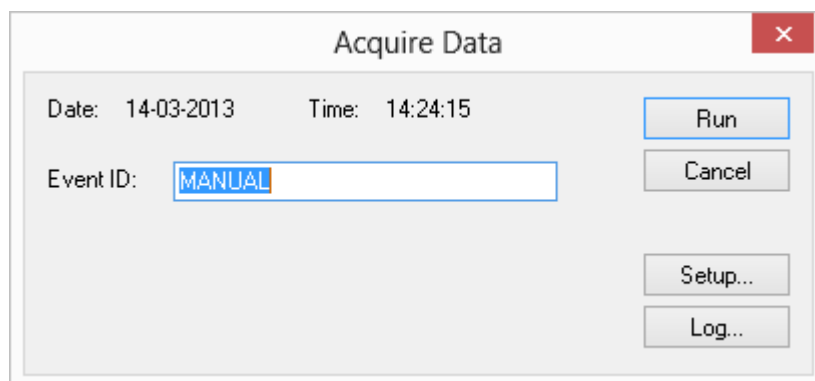 Acquire Data
Date: 14-03-2013 Time: 14:24:15
Run
Event ID: MANUAL
Cancel
Setup...
Log...